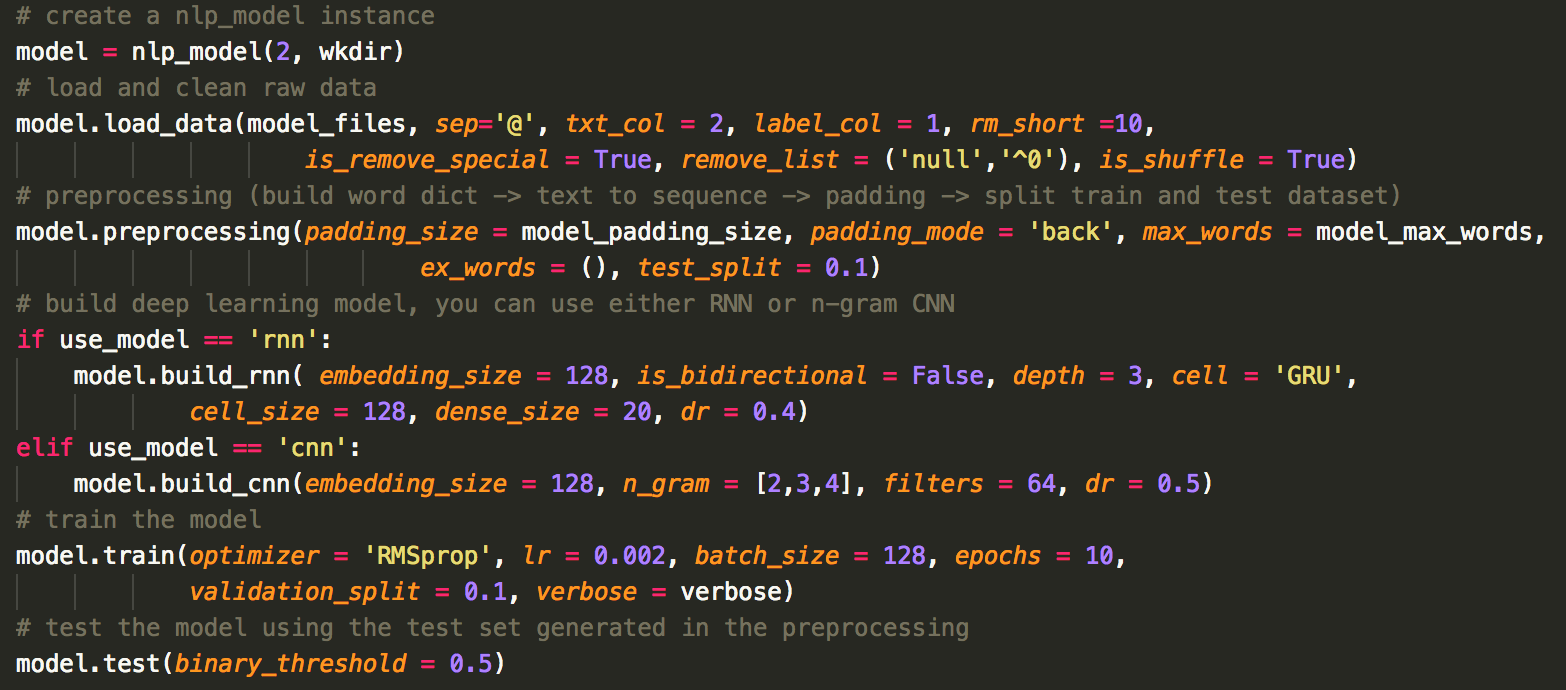 # create a nlp_model instance
model = nlp_model(2, wkdir)
# load and clean raw data
model.load_data(model_files, sep='@', txt_col = 2, label_col = 1, rm_short =10,
                    is_remove_special = True, remove_list = ('null','^0'), is_shuffle = True)
# preprocessing (build word dict -> text to sequence -> padding -> split train and test dataset)
model.preprocessing(padding_size = model_padding_size, padding_mode = 'back', max_words = model_max_words,
                            ex_words = (), test_split = 0.1)
# build deep learning model, you can use either RNN or n-gram CNN
if use_model == 'rnn':
    model.build_rnn( embedding_size = 128, is_bidirectional = False, depth = 3, cell = 'GRU',
            cell_size = 128, dense_size = 20, dr = 0.4)
elif use_model == 'cnn':
    model.build_cnn(embedding_size = 128, n_gram = [2,3,4], filters = 64, dr = 0.5)
# train the model
model.train(optimizer = 'RMSprop', lr = 0.002, batch_size = 128, epochs = 10,
            validation_split = 0.1, verbose = verbose)
# test the model using the test set generated in the preprocessing
model.test(binary_threshold = 0.5)